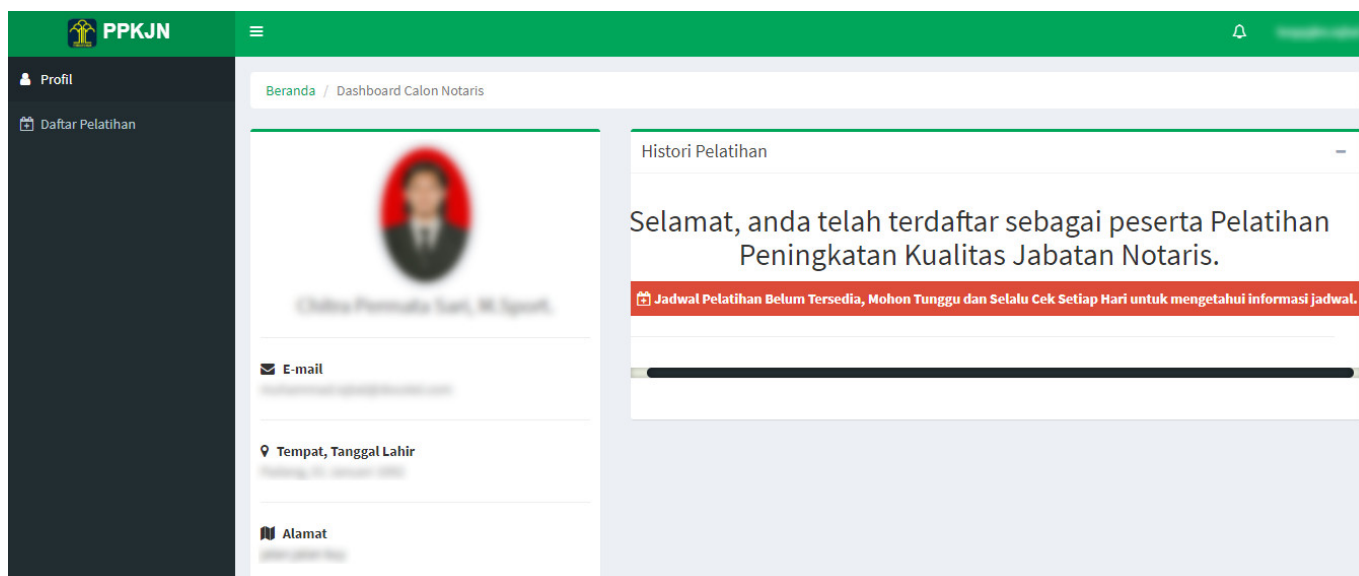 PPKJN
Profil
Daftar Pelatihan
Beranda / Dashboard Calon Notaris
E-mail
Tempat, Tanggal Lahir
Alamat
Histori Pelatihan
Selamat, anda telah terdaftar sebagai peserta Pelatihan
Peningkatan Kualitas Jabatan Notaris.
Jadwal Pelatihan Belum Tersedia, Mohon Tunggu dan Selalu Cek Setiap Hari untuk mengetahui informasi jadwal.